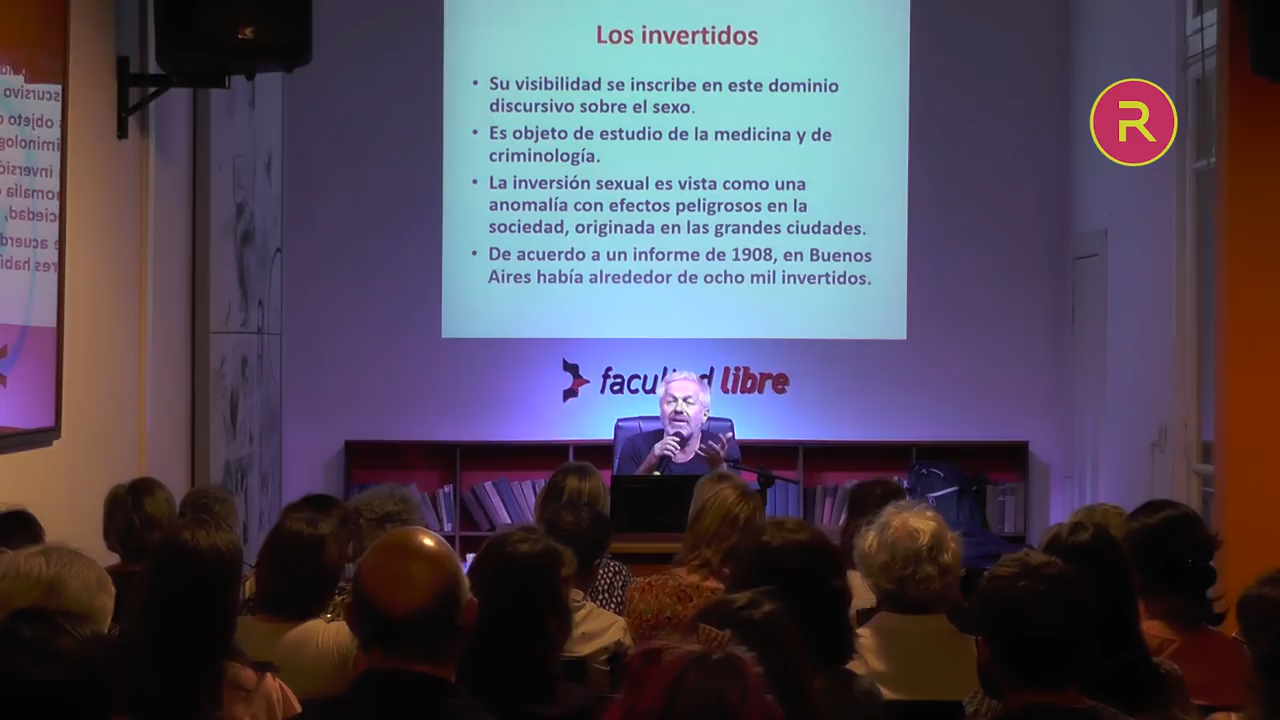 Los invertidos
• Su visibilidad se inscribe en este dominio
discursivo sobre el sexo.
• Es objeto de estudio de la medicina y de
criminología.
• La inversión sexual es vista como una
anomalía con efectos peligrosos en la
sociedad, originada en las grandes ciudades.
• De acuerdo a un informe de 1908, en Buenos
Aires había alrededor de ocho mil invertidos.
R
facultad libre